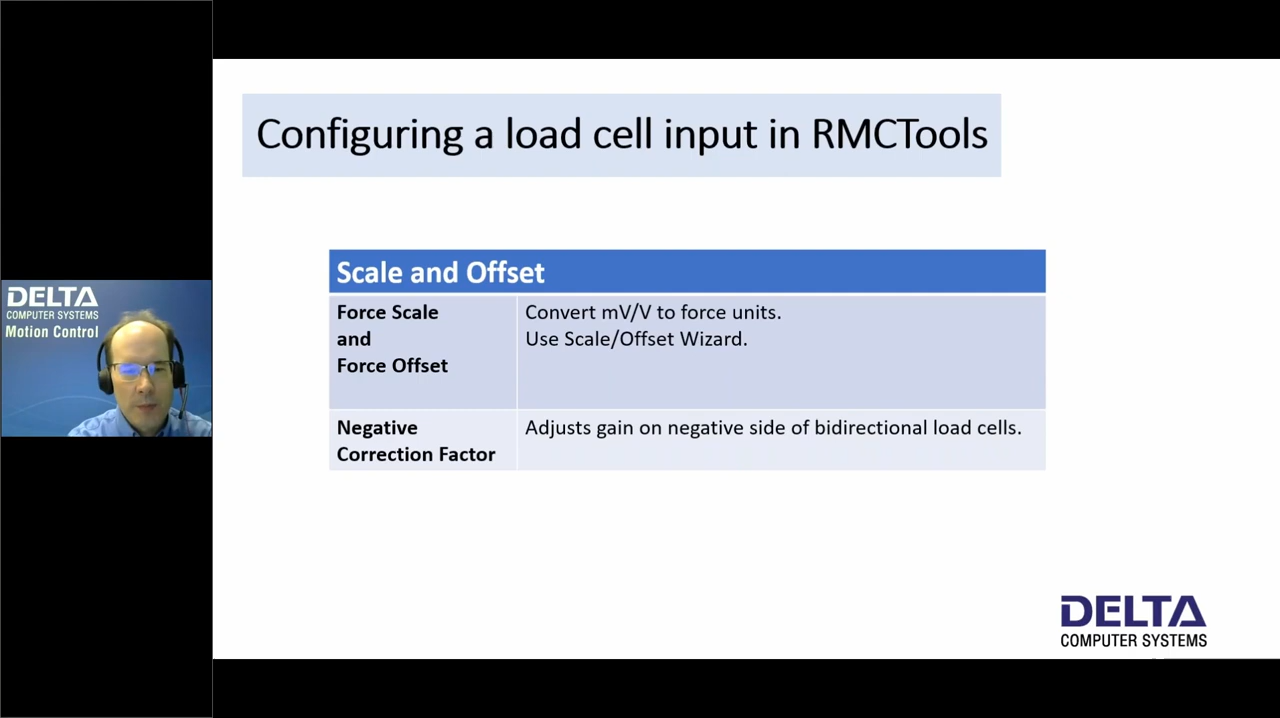 Configuring a load cell input in RMCTools
Scale and Offset
Force Scale
and
Force Offset
Convert mV/V to force units.
Use Scale/Offset Wizard.
Negative
Correction Factor
Adjusts gain on negative side of bidirectional load cells.
DELTA
COMPUTER SYSTEMS
Motion Control
DELTA
COMPUTER SYSTEMS